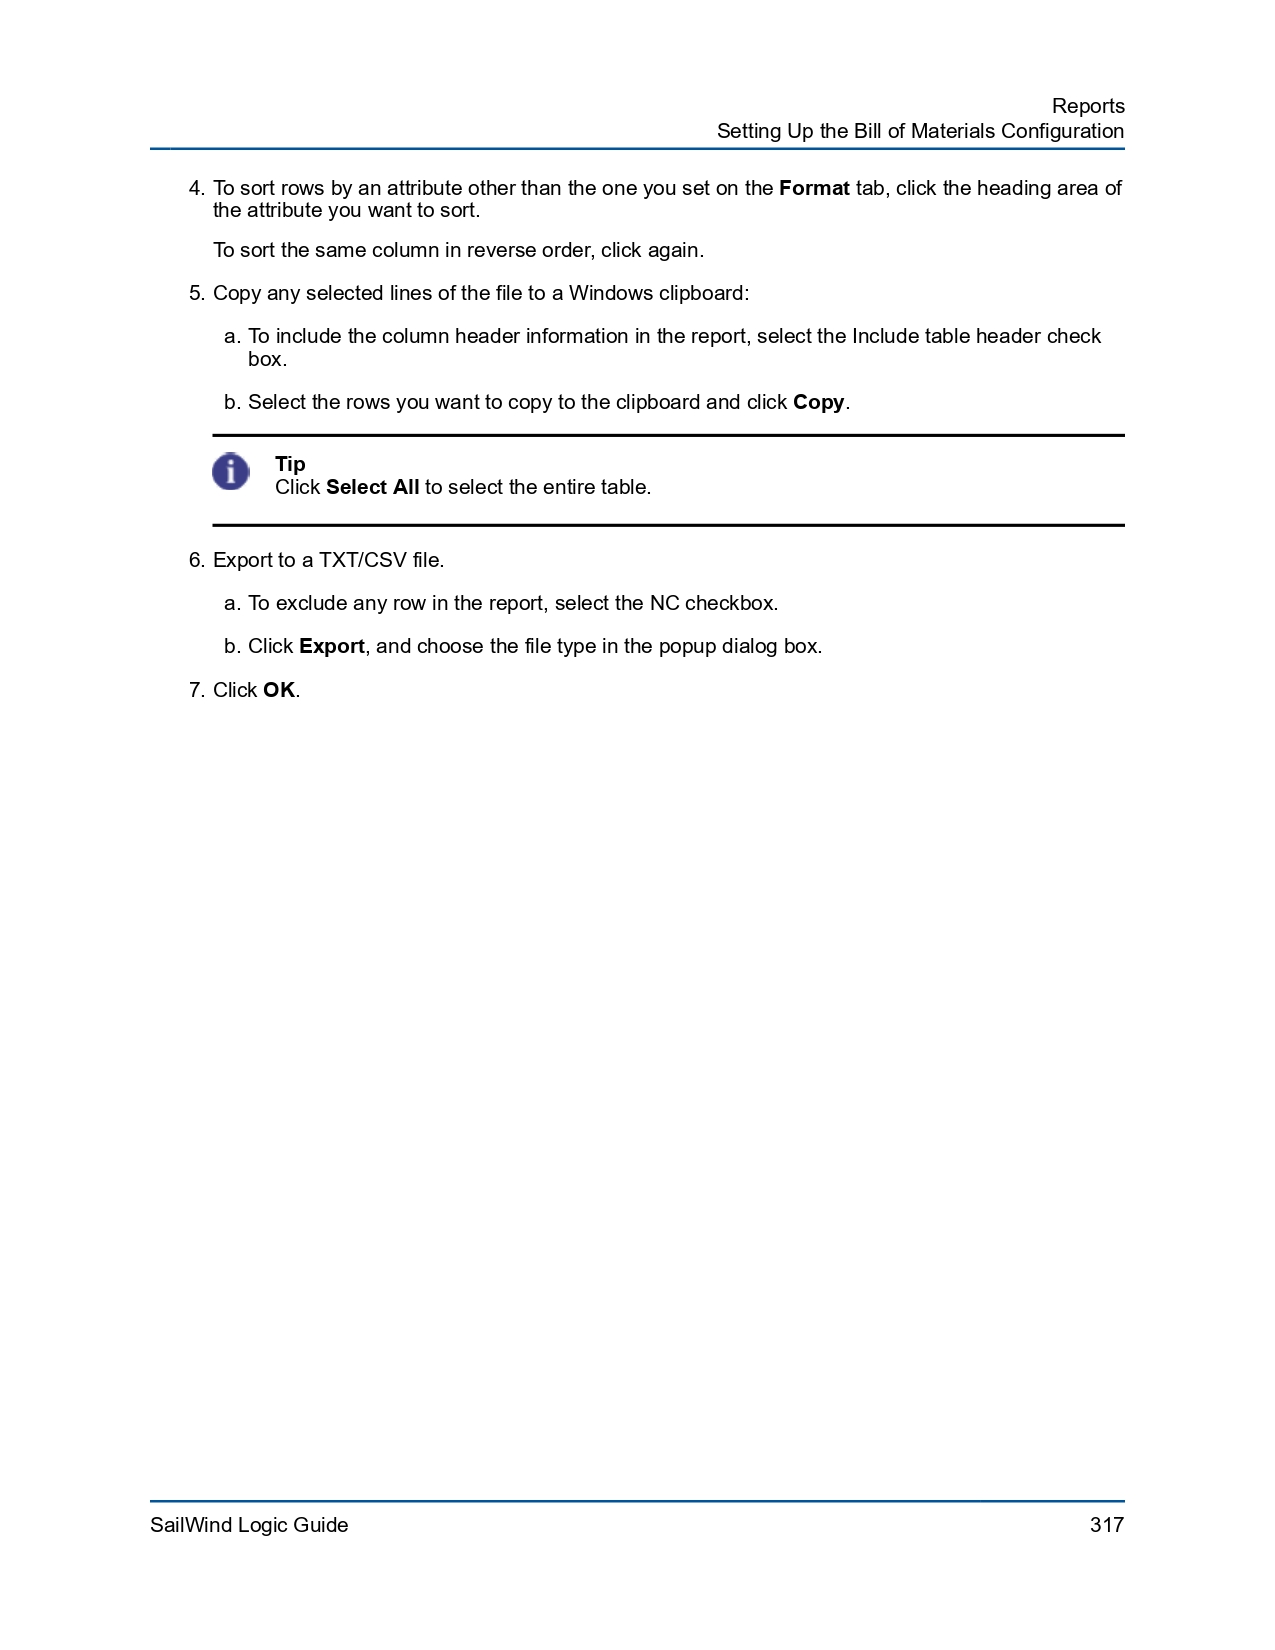 Reports
Setting Up the Bill of Materials Configuration
4. To sort rows by an attribute other than the one you set on the Format tab, click the heading area of
the attribute you want to sort.
To sort the same column in reverse order, click again.
5. Copy any selected lines of the file to a Windows clipboard:
a. To include the column header information in the report, select the Include table header check
box.
b. Select the rows you want to copy to the clipboard and click Copy.
Tip
Click Select All to select the entire table.
6. Export to a TXT/CSV file.
a. To exclude any row in the report, select the NC checkbox.
b. Click Export, and choose the file type in the popup dialog box.
7. Click OK.
SailWind Logic Guide 317